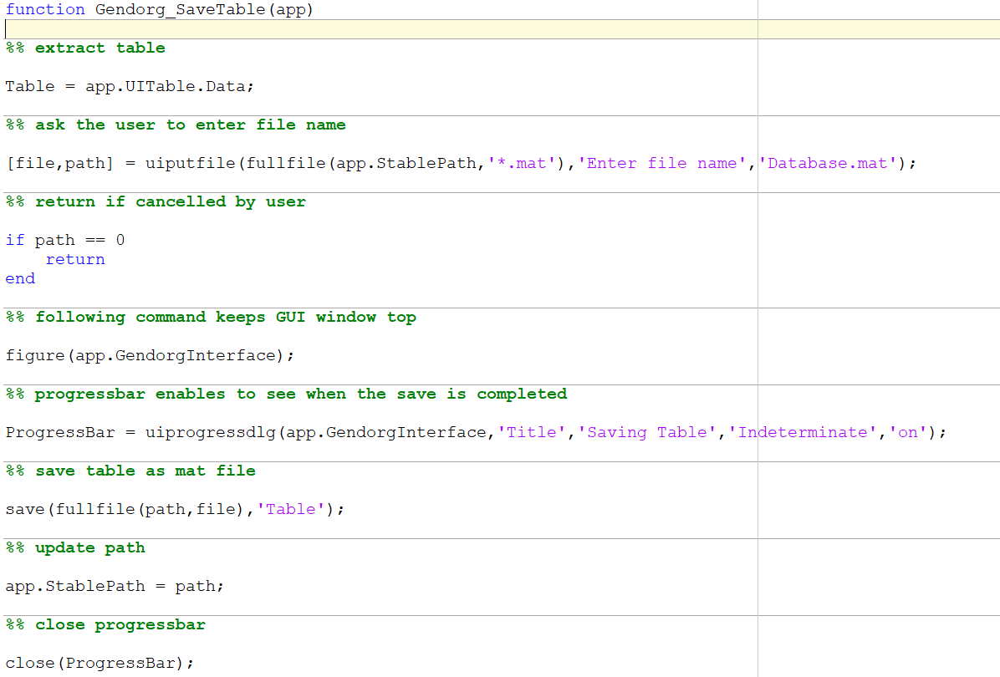 function Gendorg_SaveTable(app)
%% extract table
Table = app.UITable.Data;
%% ask the user to enter file name
[file,path] = uiputfile(fullfile(app.StablePath,'*.mat'),'Enter file name','Database.mat');
%% return if cancelled by user
if path == 0
    return
end
%% following command keeps GUI window top
figure(app.GendorgInterface);
%% progressbar enables to see when the save is completed
ProgressBar = uiprogressdlg(app.GendorgInterface,'Title','Saving Table','Indeterminate','on');
%% save table as mat file
save(fullfile(path,file),'Table');
%% update path
app.StablePath = path;
%% close progressbar
close(ProgressBar);